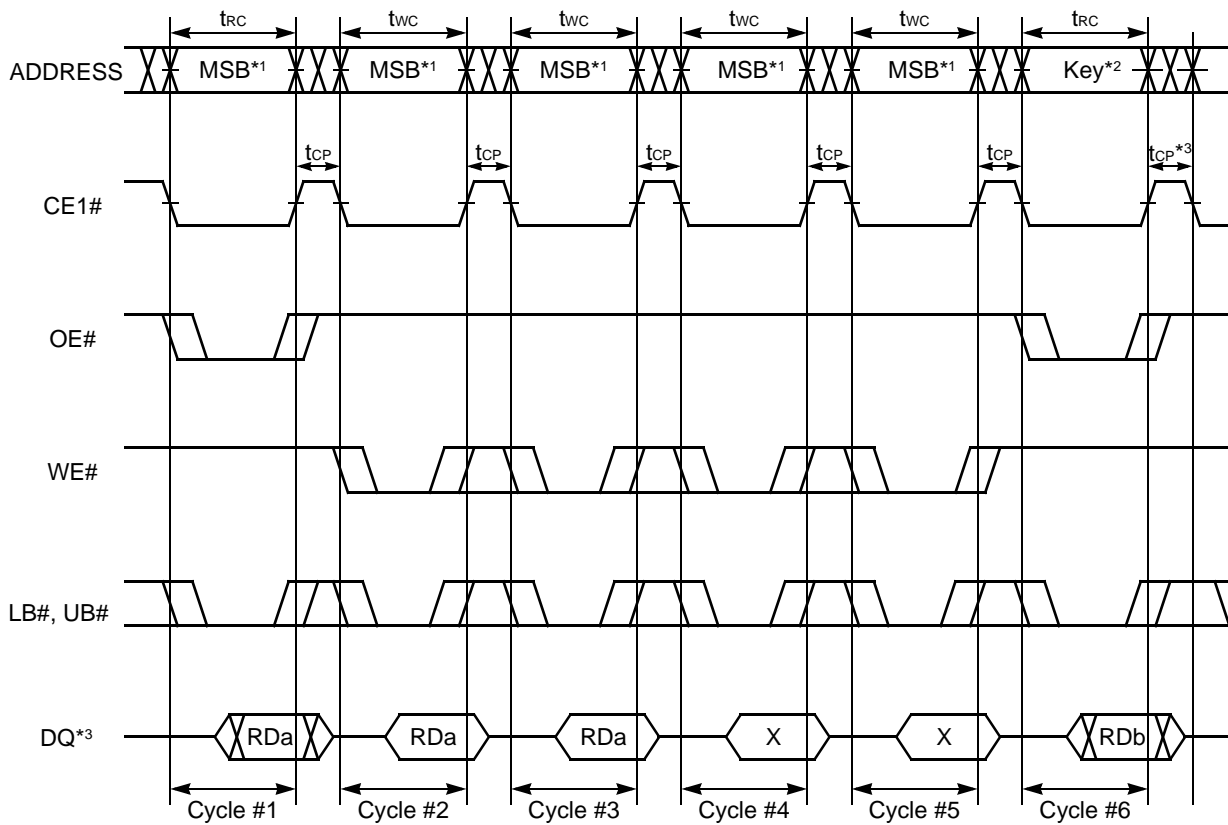 tRC tWC tWC tWC tWC tRC
ADDRESS MSB*1 MSB*1 MSB*1 MSB*1 MSB*1 Key*2
tCP tCP tCP tCP tCP tCP*3
CE1#
OE#
WE#
LB#, UB#
DQ*3 RDa RDa RDa X X RDb
Cycle #1 Cycle #2 Cycle #3 Cycle #4 Cycle #5 Cycle #6